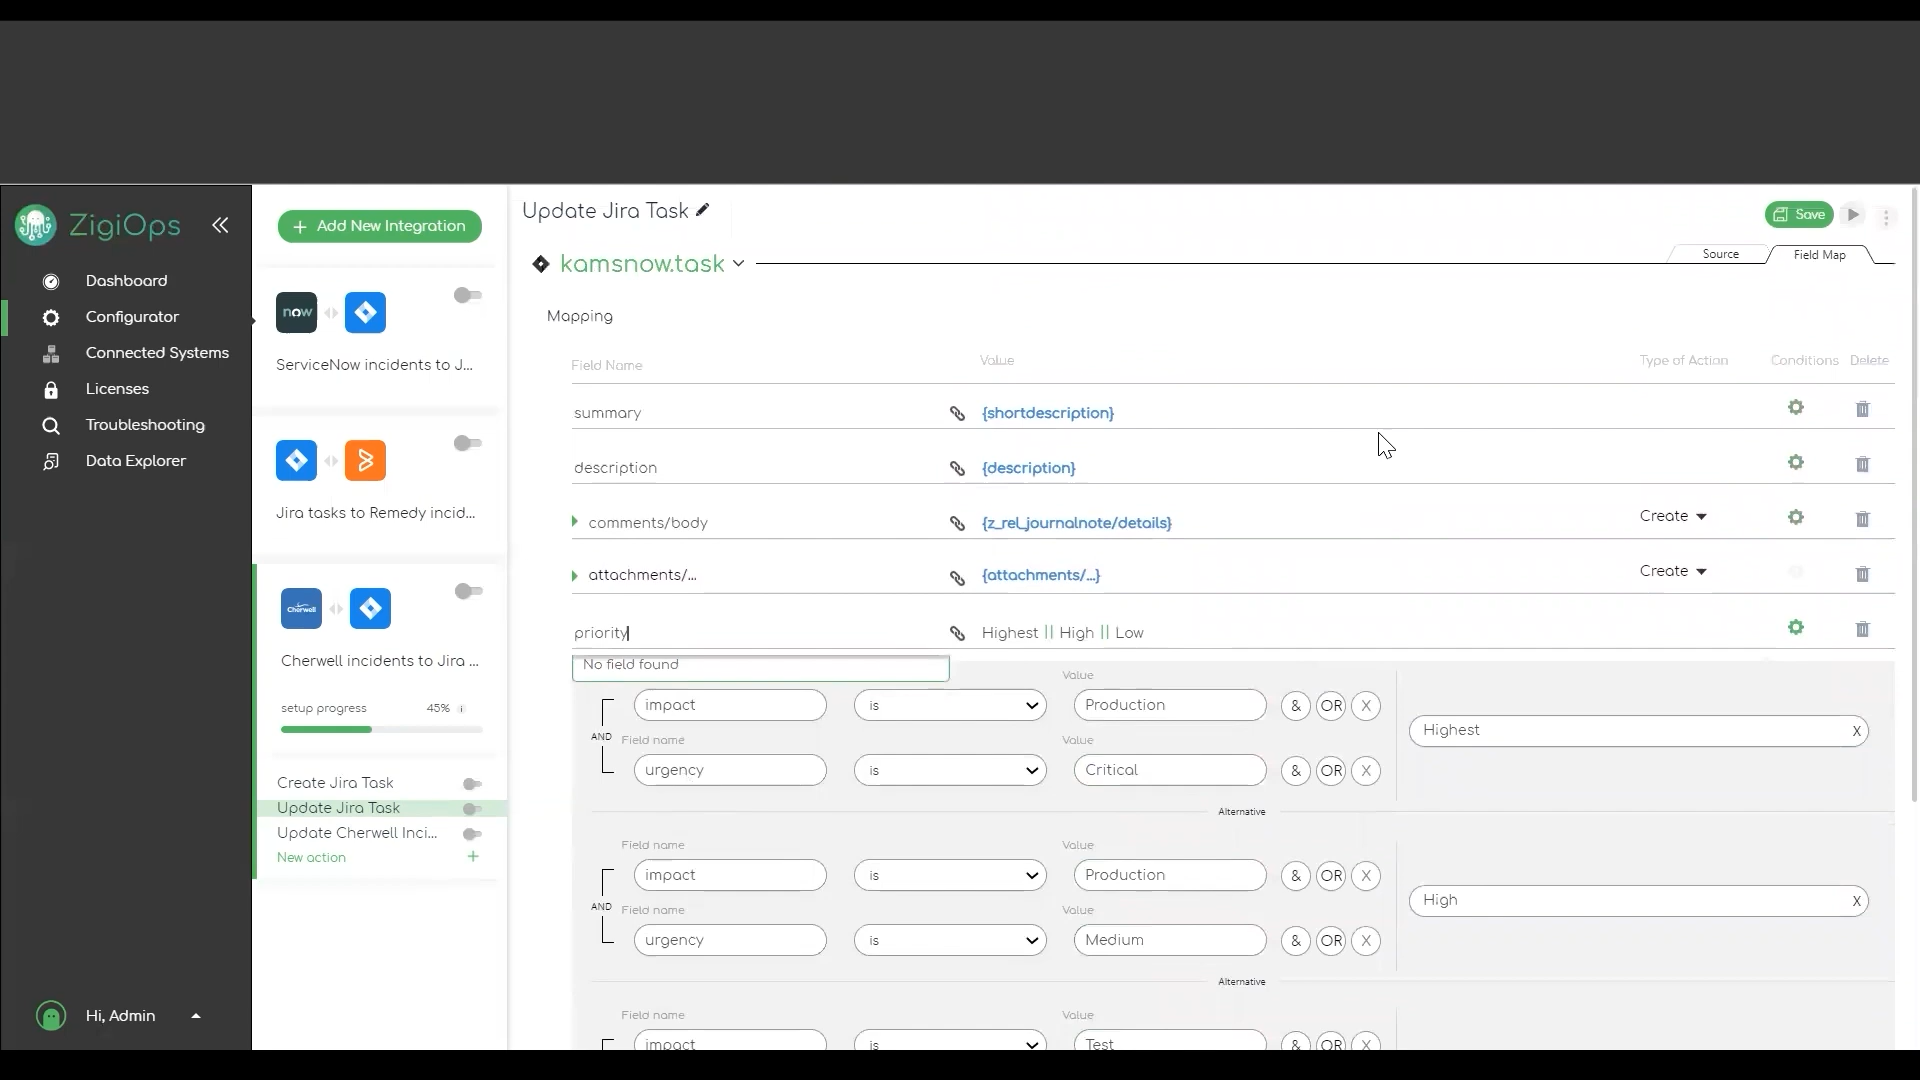 ZigiOps
Dashboard
Configurator
Connected Systems
Licenses
Troubleshooting
Data Explorer
Hi, Admin
+ Add New Integration
now
ServiceNow incidents to J...
Jira tasks to Remedy incid...
Cherwell
Cherwell incidents to Jira ...
setup progress 45% i
Create Jira Task
Update Jira Task
Update Cherwell Inci...
New action +
Update Jira Task
Save
kamsnow.task
Source
Field Map
Mapping
Field Name Value Type of Action Conditions Delete
summary {shortdescription}
description {description}
comments/body {z_rel_journalnote/details} Create
attachments/... {attachments/...} Create
priority Highest || High || Low
No field found
Value
impact is Production & OR X
AND
Field name Value
urgency is Critical & OR X
Highest X
Alternative
Field name Value
impact is Production & OR X
AND
Field name Value
urgency is Medium & OR X
High X
Alternative
Field name Value
impact is Test & OR X